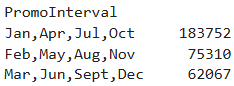 PromoInterval
Jan,Apr,Jul,Oct 183752
Feb,May,Aug,Nov 75310
Mar,Jun,Sept,Dec 62067